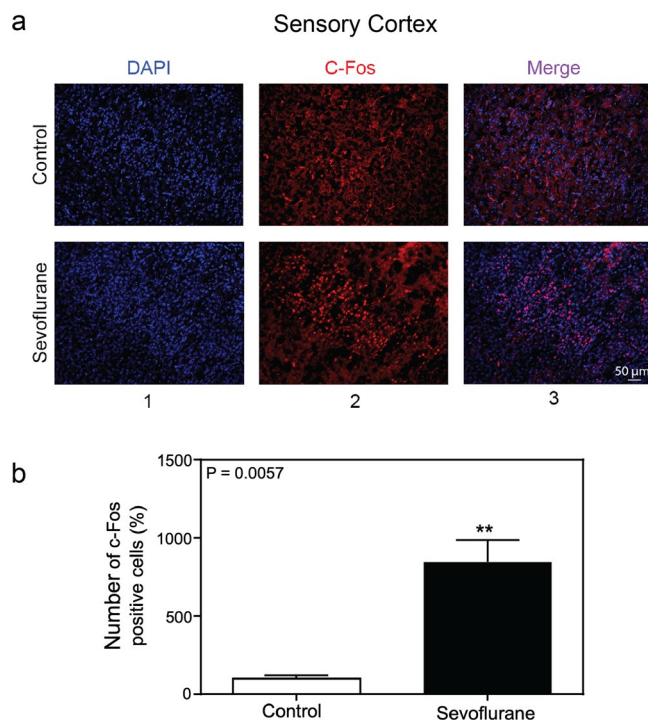 a
Sensory Cortex
DAPI
C-Fos
Merge
Control
Sevoflurane
50 µm
1
2
3
b
Number of c-Fos
positive cells (%)
1500
1000
500
0
P = 0.0057
**
Control
Sevoflurane